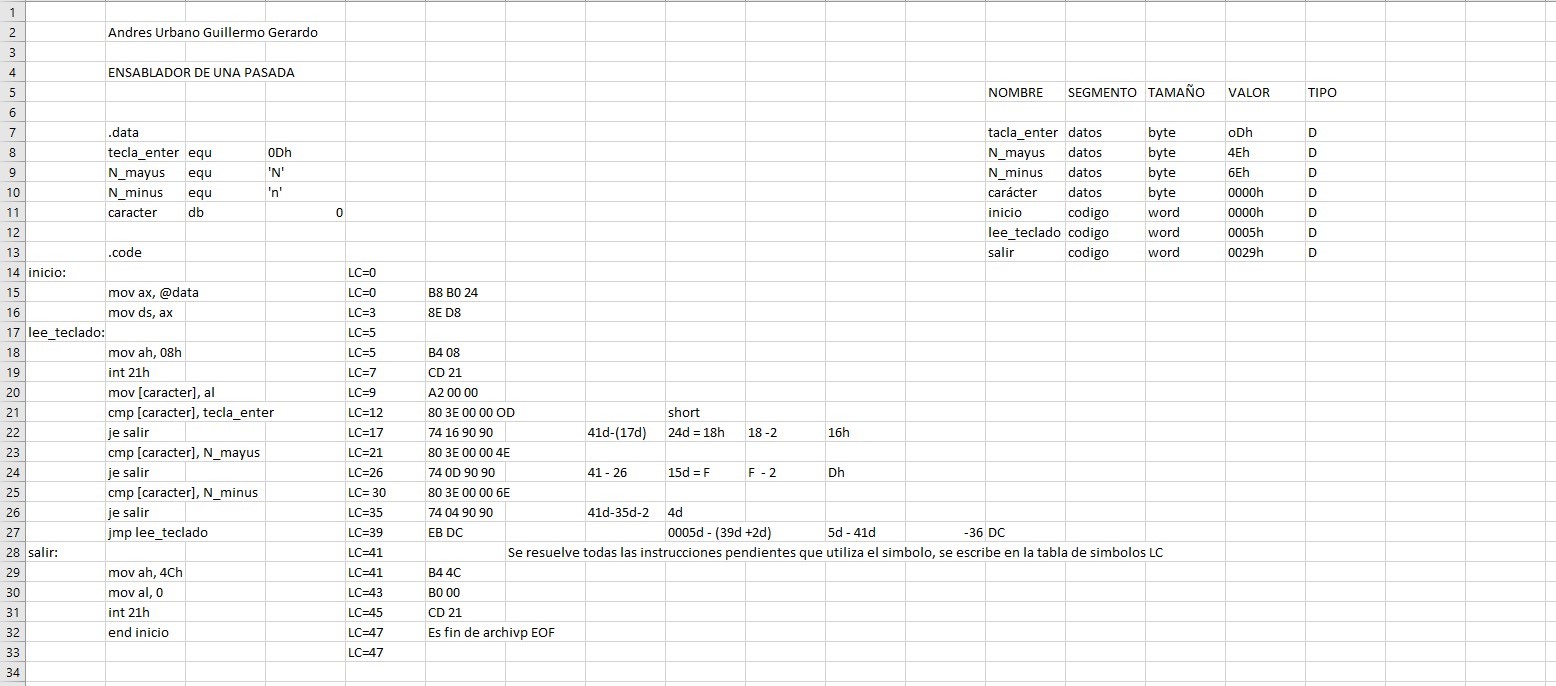 1
2 Andres Urbano Guillermo Gerardo
3
4 ENSABLADOR DE UNA PASADA
5 NOMBRE SEGMENTO TAMAÑO VALOR TIPO
6
7 .data tacla_enter datos byte oDh D
8 tecla_enter equ 0Dh N_mayus datos byte 4Eh D
9 N_mayus equ 'N' N_minus datos byte 6Eh D
10 N_minus equ 'n' carácter datos byte 0000h D
11 caracter db 0 inicio codigo word 0000h D
12 lee_teclado codigo word 0005h D
13 .code salir codigo word 0029h D
14 inicio: LC=0
15 mov ax, @data LC=0 B8 B0 24
16 mov ds, ax LC=3 8E D8
17 lee_teclado: LC=5
18 mov ah, 08h LC=5 B4 08
19 int 21h LC=7 CD 21
20 mov [caracter], al LC=9 A2 00 00
21 cmp [caracter], tecla_enter LC=12 80 3E 00 00 OD short
22 je salir LC=17 74 16 90 90 41d-(17d) 24d = 18h 18 -2 16h
23 cmp [caracter], N_mayus LC=21 80 3E 00 00 4E
24 je salir LC=26 74 0D 90 90 41 - 26 15d = F F - 2 Dh
25 cmp [caracter], N_minus LC= 30 80 3E 00 00 6E
26 je salir LC=35 74 04 90 90 41d-35d-2 4d
27 jmp lee_teclado LC=39 EB DC 0005d - (39d +2d) 5d - 41d -36 DC
28 salir: LC=41 Se resuelve todas las instrucciones pendientes que utiliza el simbolo, se escribe en la tabla de simbolos LC
29 mov ah, 4Ch LC=41 B4 4C
30 mov al, 0 LC=43 B0 00
31 int 21h LC=45 CD 21
32 end inicio LC=47 Es fin de archivp EOF
33 LC=47
34